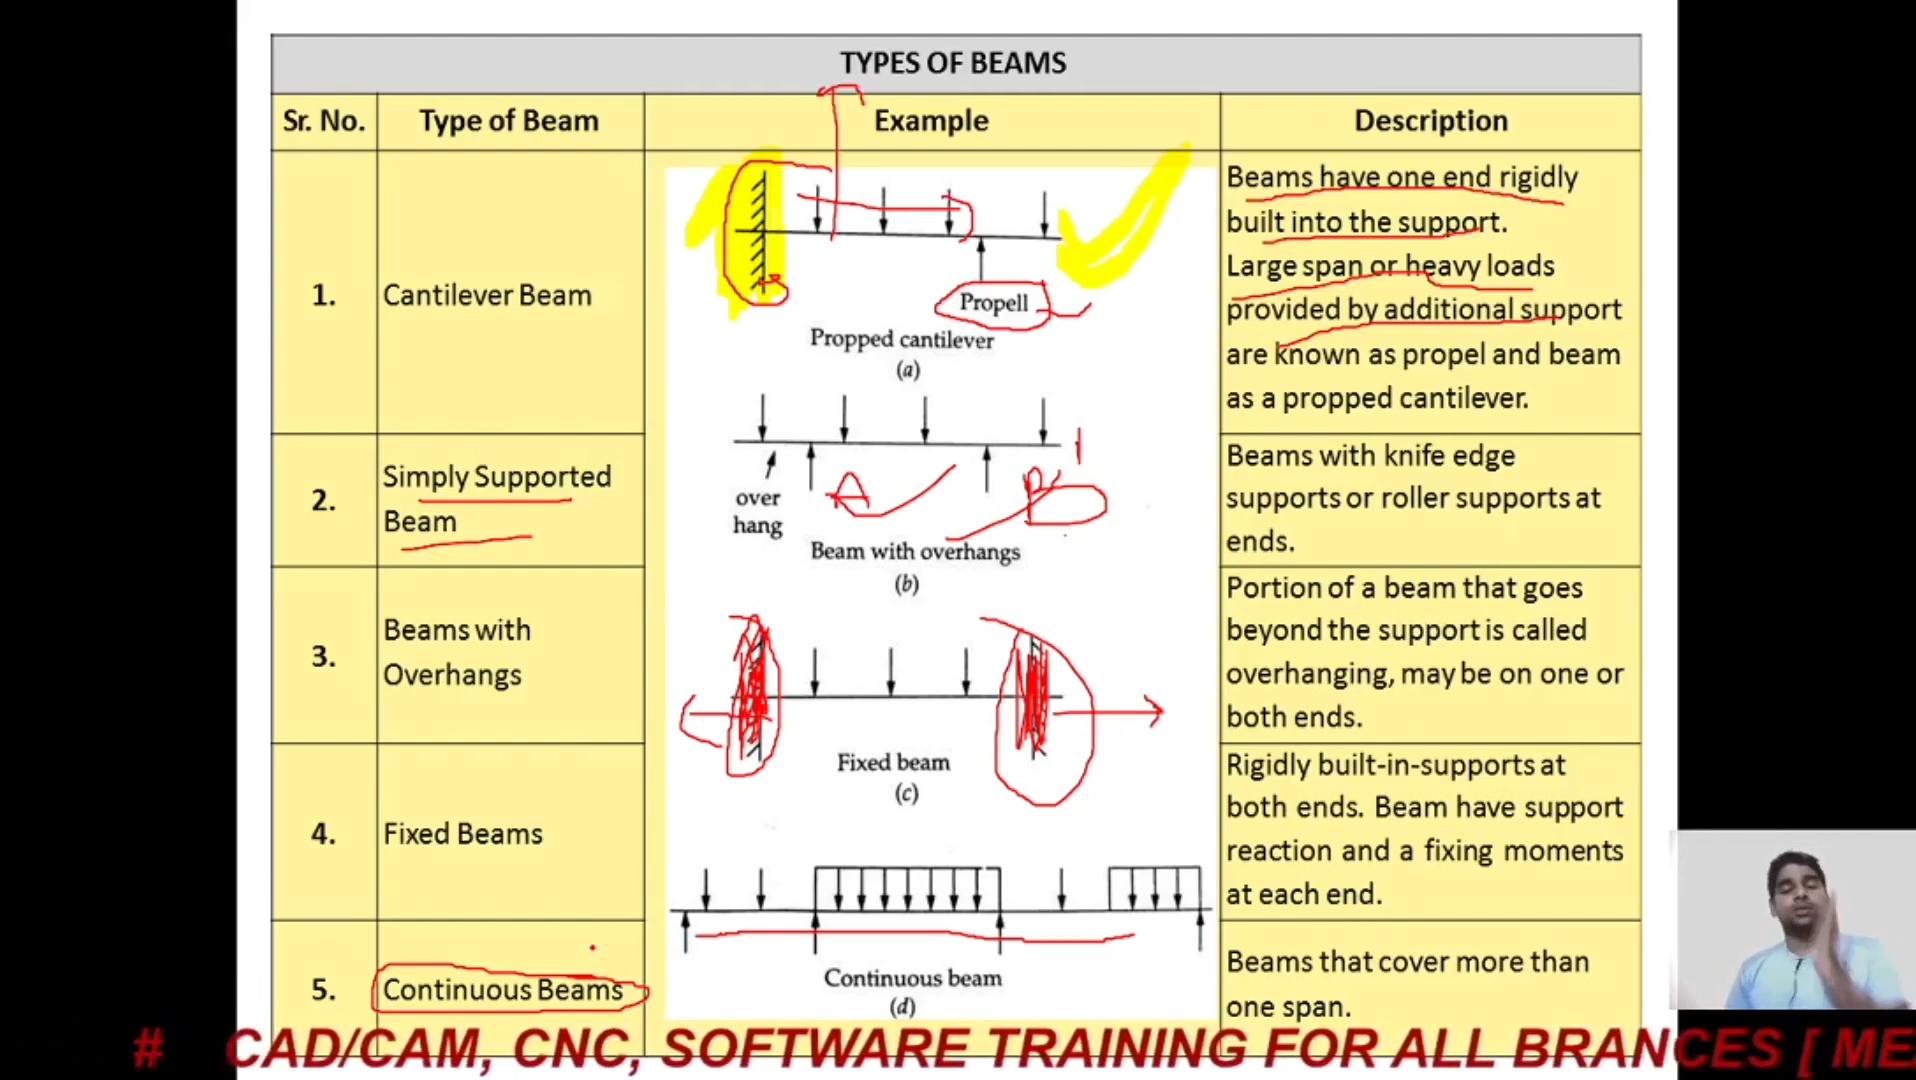 TYPES OF BEAMS
Sr. No.
Type of Beam
Example
Description
1.
Cantilever Beam
Propell
Propped cantilever
(a)
Beams have one end rigidly
built into the support.
Large span or heavy loads
provided by additional support
are known as propel and beam
as a propped cantilever.
2.
Simply Supported
Beam
over
hang
A
B
Beam with overhangs
(b)
Beams with knife edge
supports or roller supports at
ends.
3.
Beams with
Overhangs
Fixed beam
(c)
Portion of a beam that goes
beyond the support is called
overhanging, may be on one or
both ends.
4.
Fixed Beams
Rigidly built-in-supports at
both ends. Beam have support
reaction and a fixing moments
at each end.
5.
Continuous Beams
Continuous beam
(d)
Beams that cover more than
one span.
# CAD/CAM, CNC, SOFTWARE TRAINING FOR ALL BRANCES [ ME